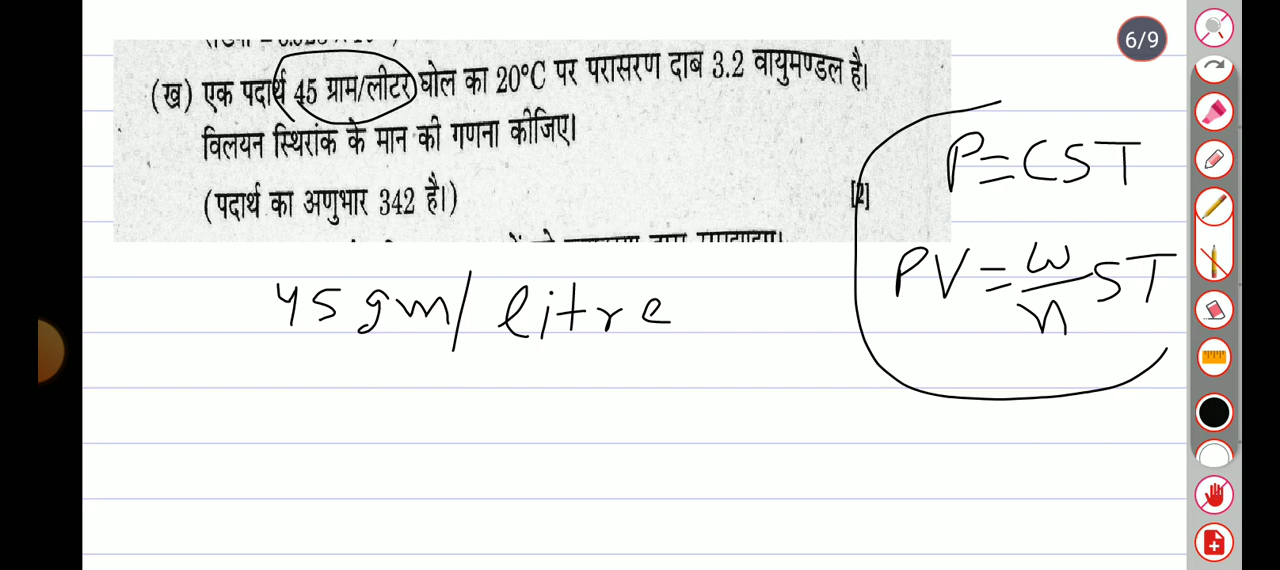 6/9
(ख) एक पदार्थ 45 ग्राम/लीटर घोल का 20°C पर परासरण दाब 3.2 वायुमण्डल है।
विलयन स्थिरांक के मान की गणना कीजिए।
(पदार्थ का अणुभार 342 है।)
[2]
P=CST
PV=w/n ST
45 gm/litre